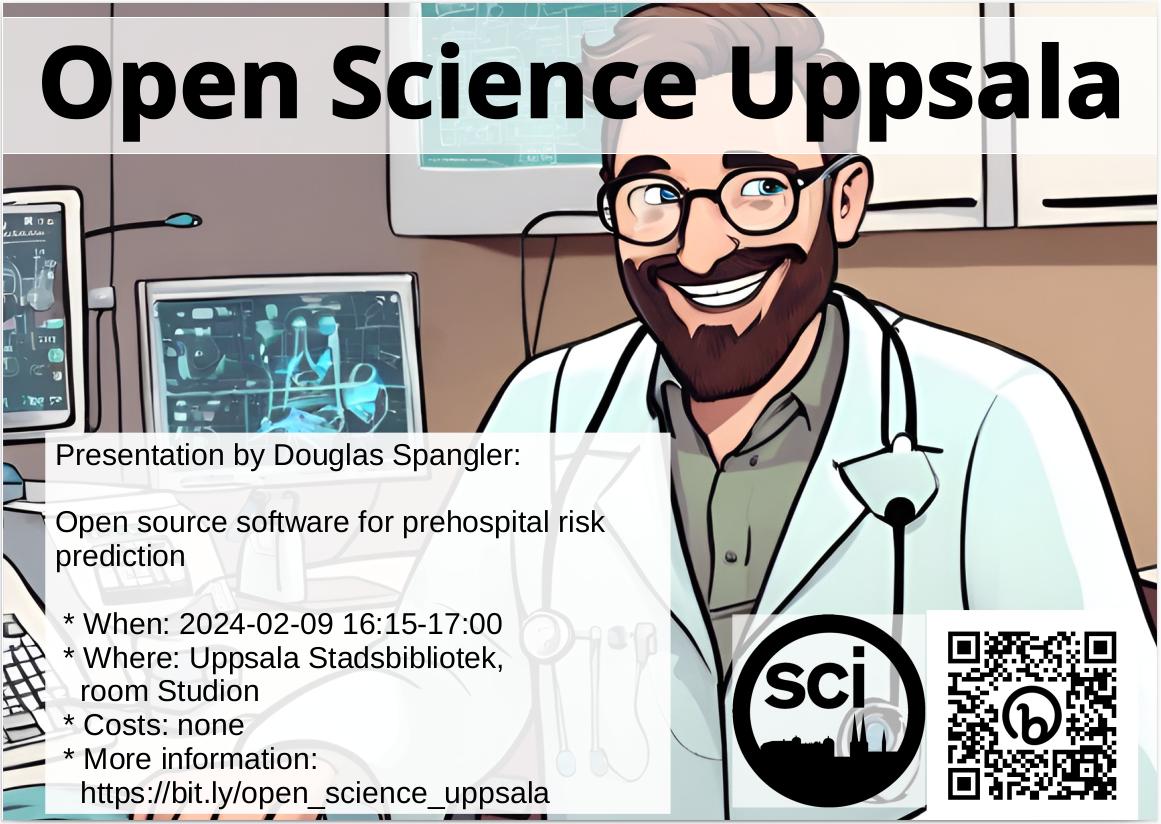 Open Science Uppsala
Presentation by Douglas Spangler:
Open source software for prehospital risk
prediction
* When: 2024-02-09 16:15-17:00
* Where: Uppsala Stadsbibliotek,
room Studion
* Costs: none
* More information:
https://bit.ly/open_science_uppsala
sci
b